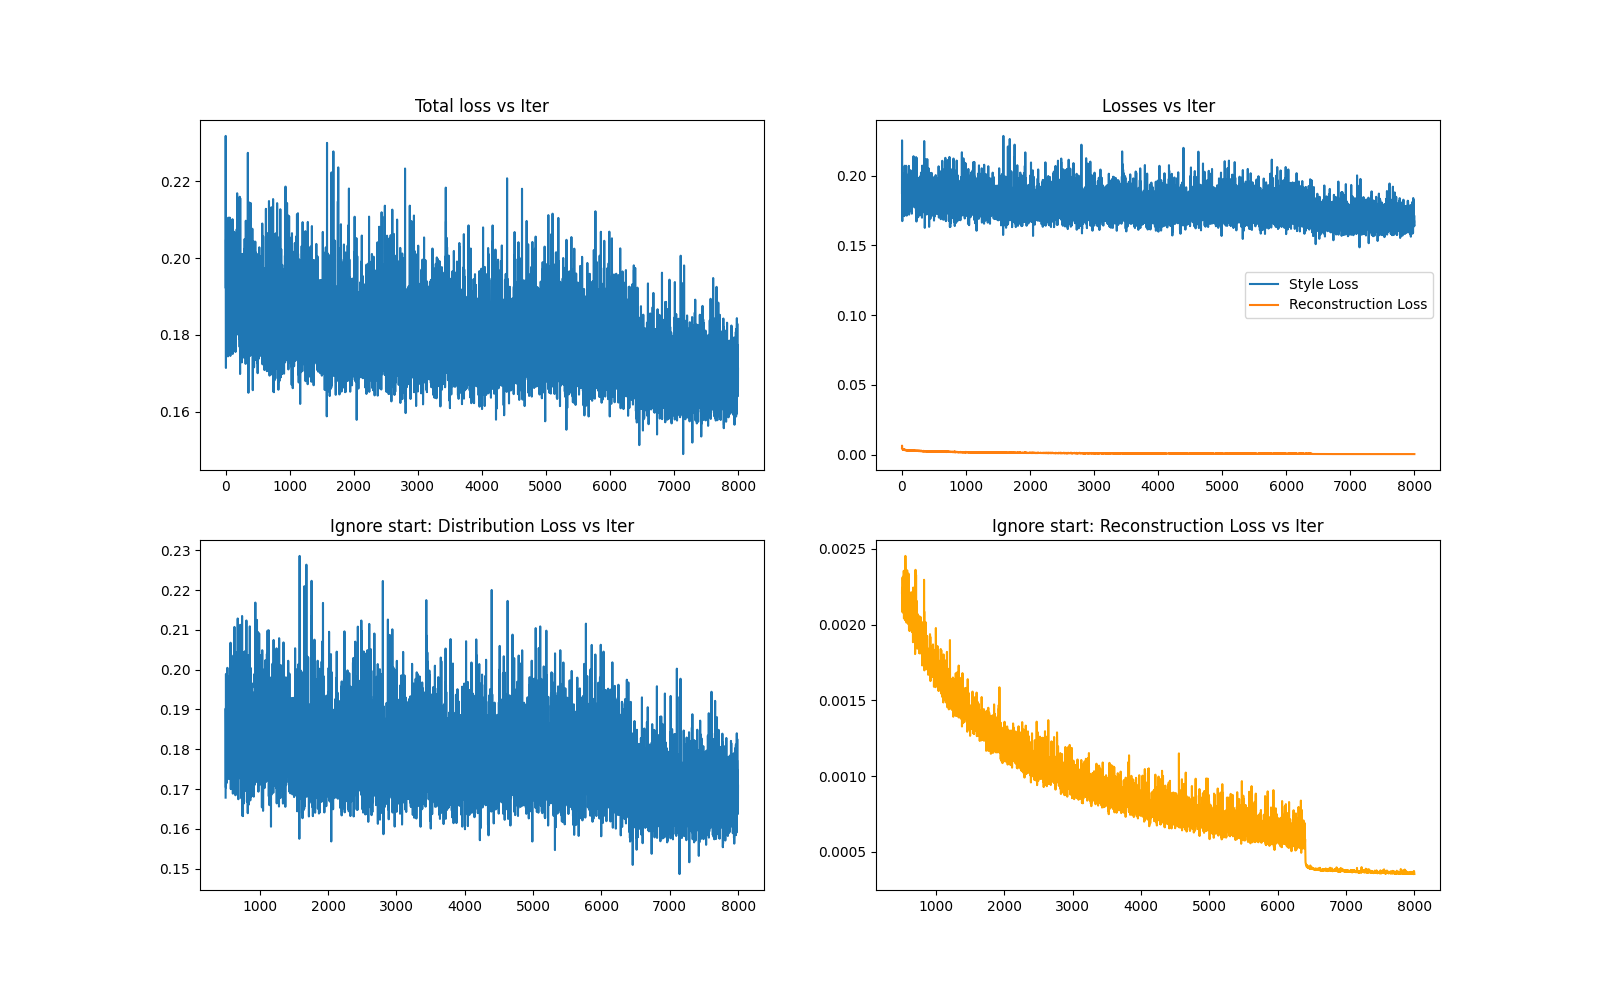 Total loss vs Iter
0.22
0.20
0.18
0.16
0 1000 2000 3000 4000 5000 6000 7000 8000
Losses vs Iter
0.20
0.15
0.10
0.05
0.00
Style Loss
Reconstruction Loss
0 1000 2000 3000 4000 5000 6000 7000 8000
Ignore start: Distribution Loss vs Iter
0.23
0.22
0.21
0.20
0.19
0.18
0.17
0.16
0.15
1000 2000 3000 4000 5000 6000 7000 8000
Ignore start: Reconstruction Loss vs Iter
0.0025
0.0020
0.0015
0.0010
0.0005
1000 2000 3000 4000 5000 6000 7000 8000